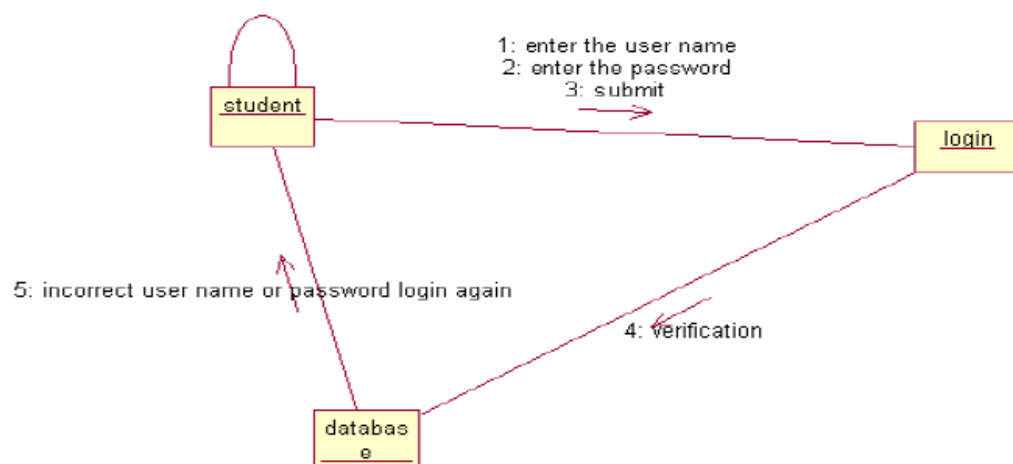 1: enter the user name
2: enter the password
3: submit
student
login
5: incorrect user name or password login again
4: verification
databas
e